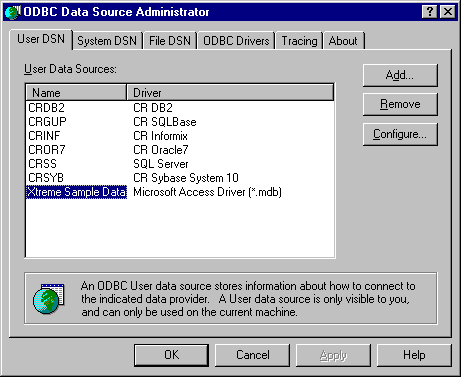 ODBC Data Source Administrator
User DSN System DSN File DSN ODBC Drivers Tracing About
User Data Sources:
Name Driver
CRDB2 CR DB2
CRGUP CR SQLBase
CRINF CR Informix
CROR7 CR Oracle7
CRSS SQL Server
CRSYB CR Sybase System 10
Xtreme Sample Data Microsoft Access Driver (*.mdb)
Add...
Remove
Configure...
An ODBC User data source stores information about how to connect to
the indicated data provider. A User data source is only visible to you,
and can only be used on the current machine.
OK Cancel Apply Help